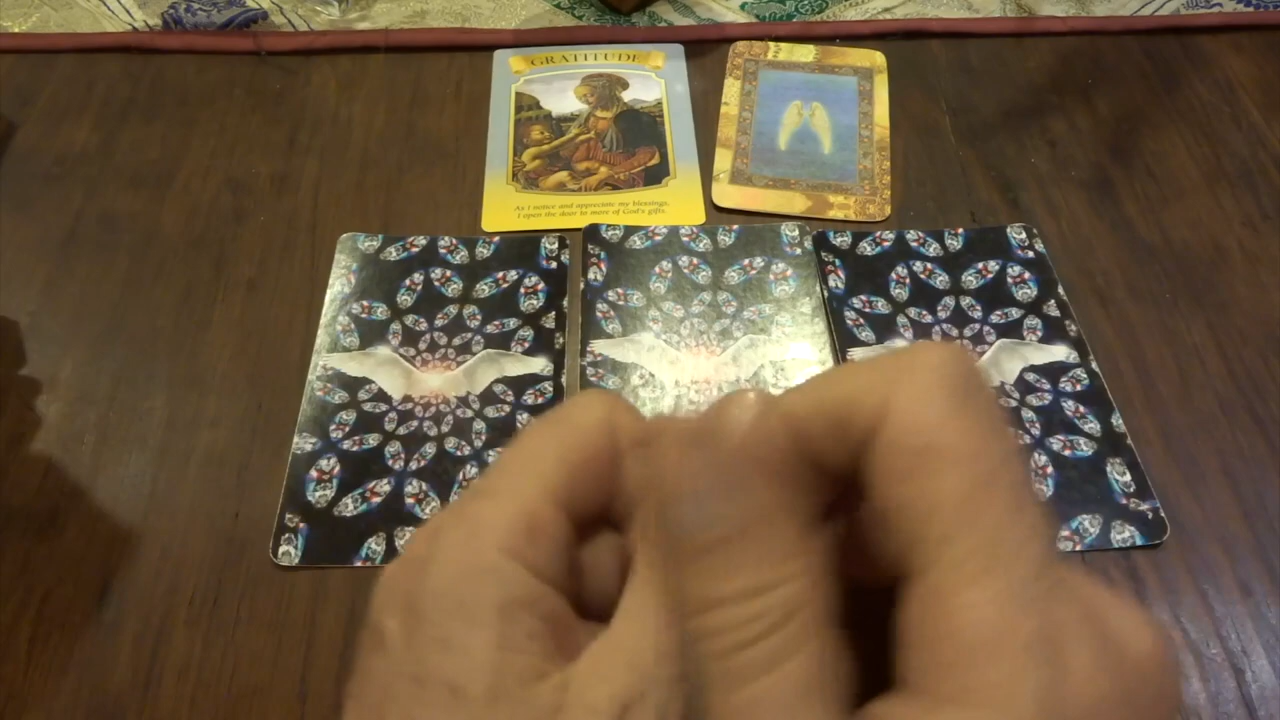 GRATITUDE
As I notice and appreciate my blessings,
I open the door to more of God's gifts.